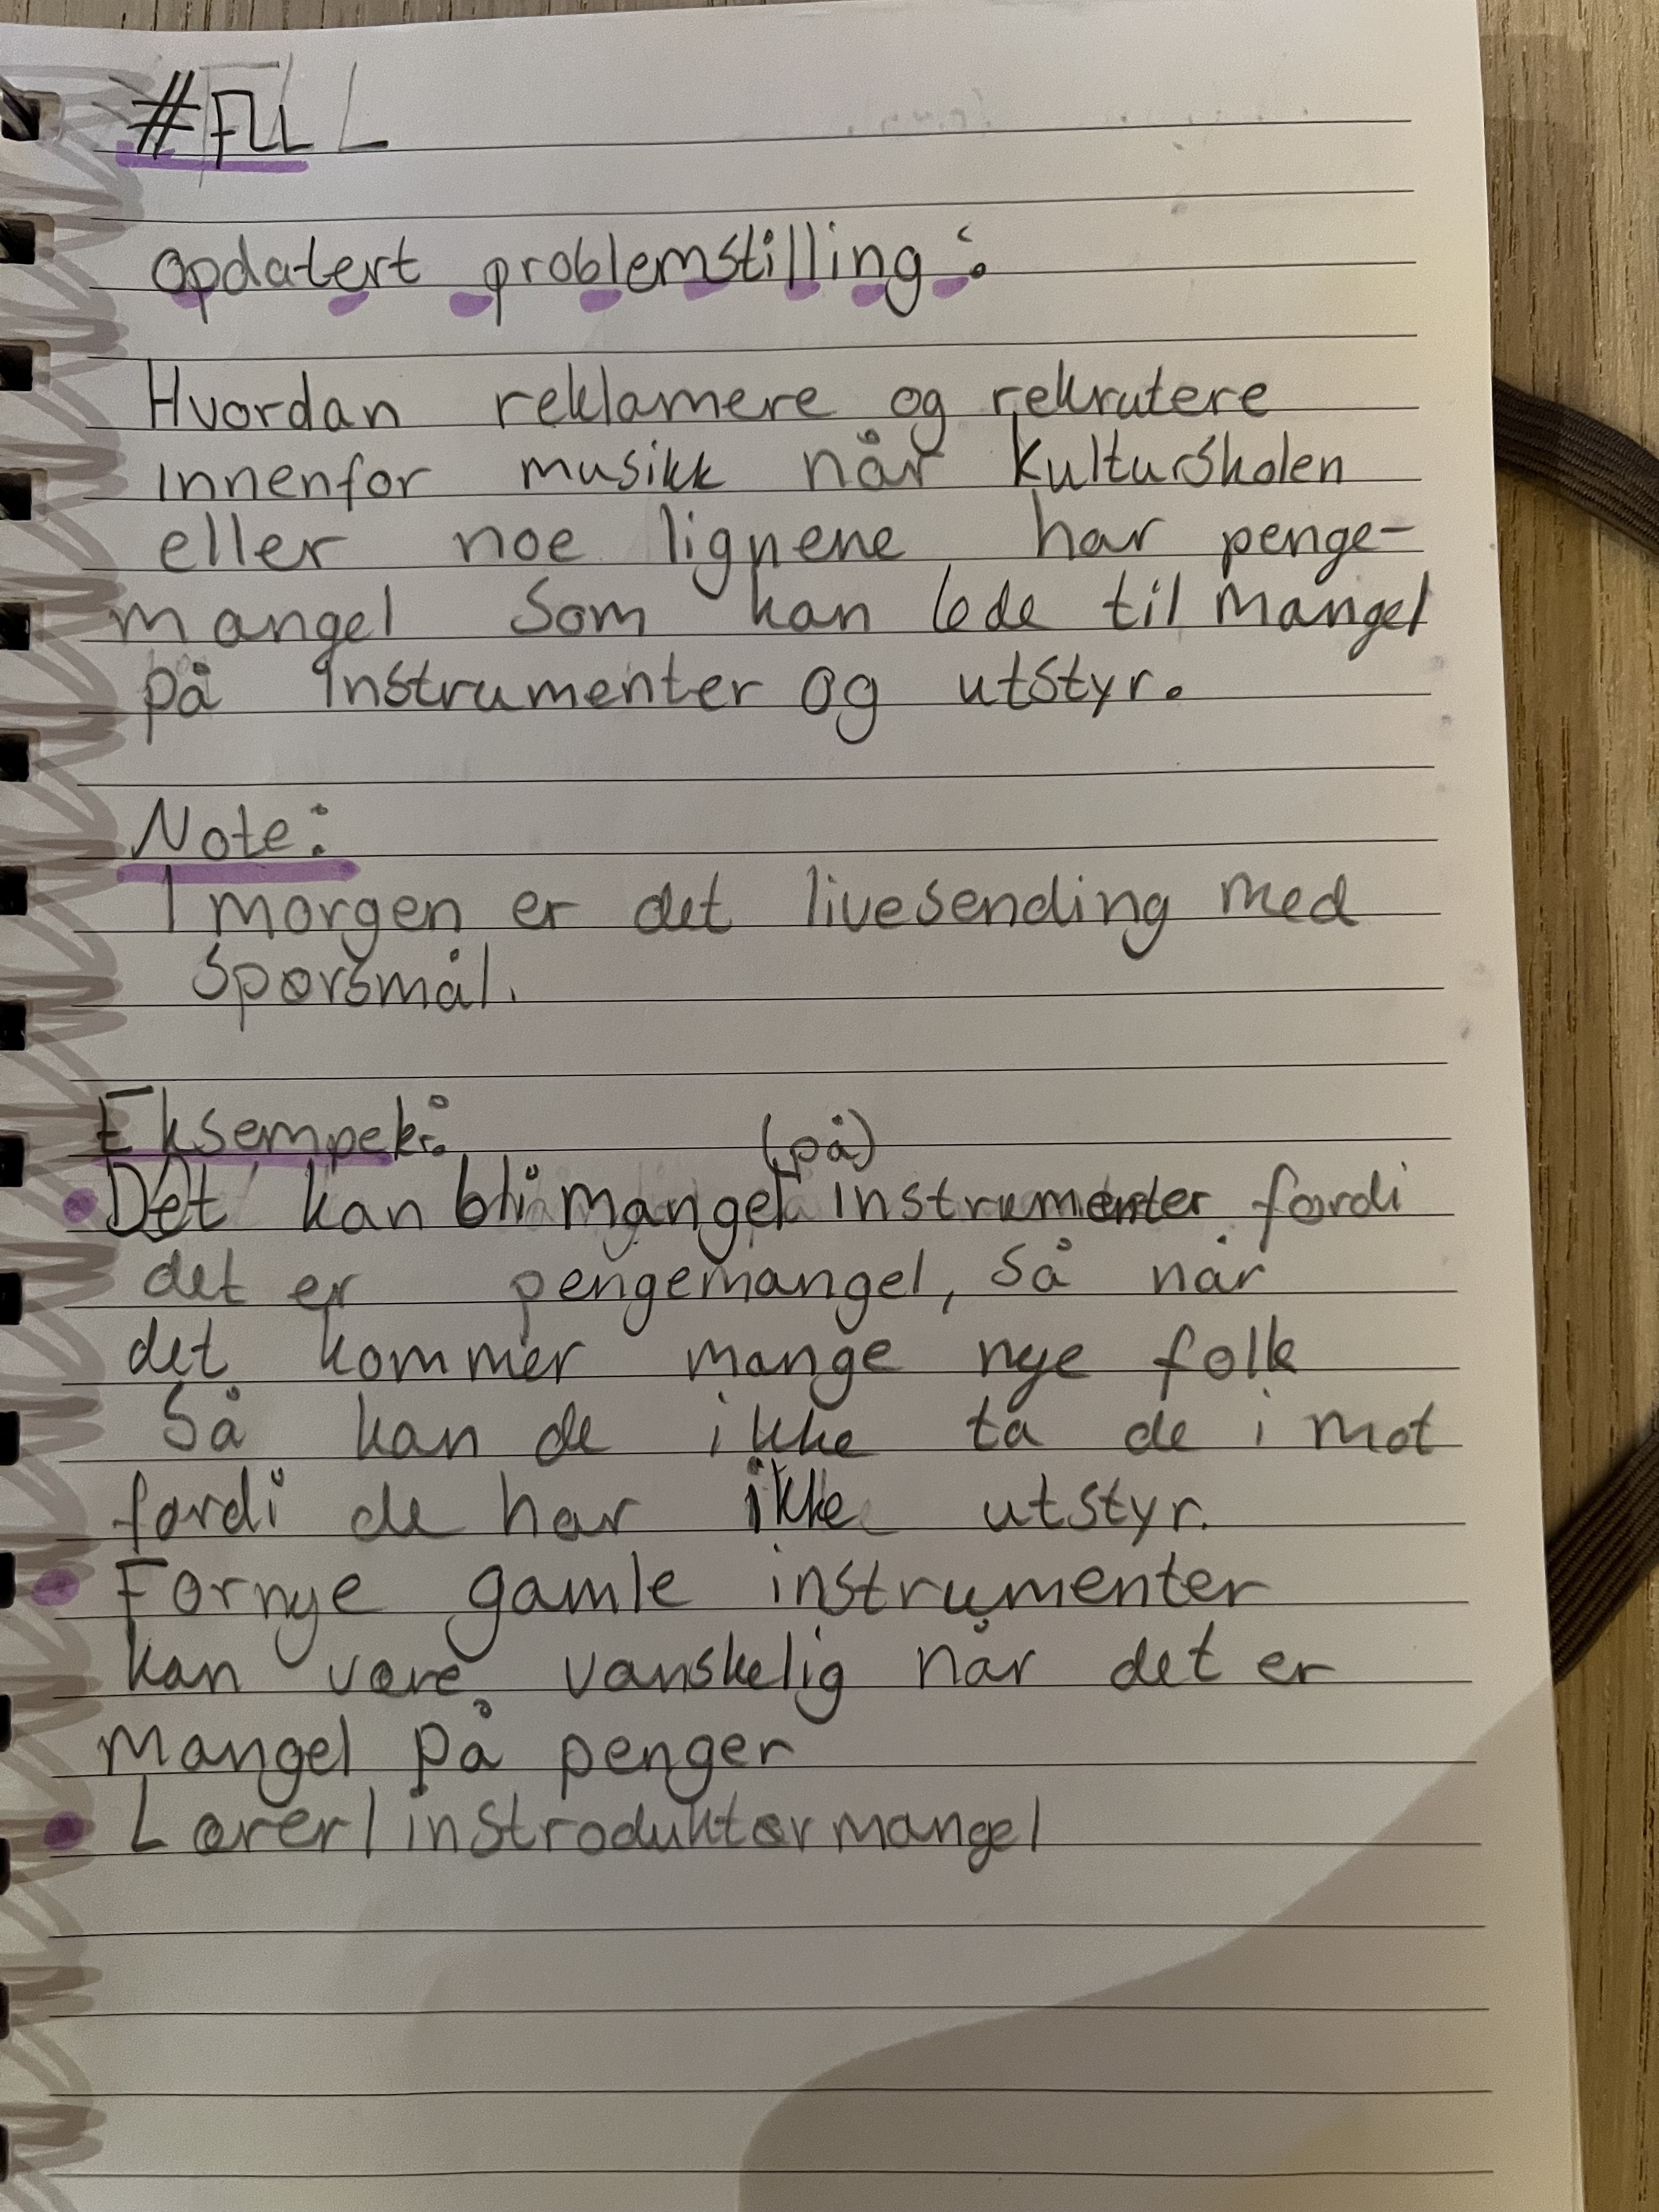 #FLL
Opdatert problemstilling:
Hvordan reklamere og rekrutere
innenfor musikk når kulturskolen
eller noe lignene har penge-
mangel som kan lede til mangel
på instrumenter og utstyr.
Note:
I morgen er det livesending med
spørsmål.
Eksempel:
(på)
• Det kan bli mangel instrumenter fordi
det er pengemangel, så når
det kommer mange nye folk
så kan de ikke ta de i mot
fordi de har ikke utstyr.
• Fornye gamle instrumenter
kan være vanskelig når det er
mangel på penger
• Lærer/instroduktør mangel